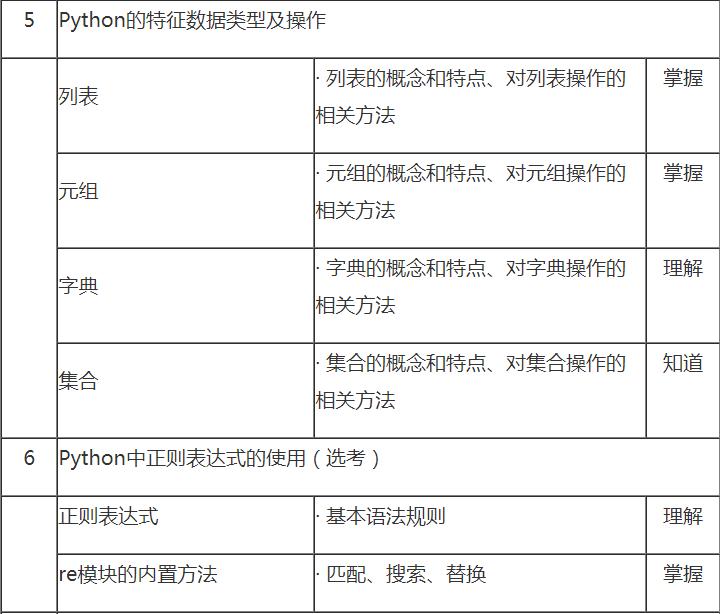 5 Python的特征数据类型及操作
列表 · 列表的概念和特点、对列表操作的 掌握
相关方法
元组 · 元组的概念和特点、对元组操作的 掌握
相关方法
字典 · 字典的概念和特点、对字典操作的 理解
相关方法
集合 · 集合的概念和特点、对集合操作的 知道
相关方法
6 Python中正则表达式的使用（选考）
正则表达式 · 基本语法规则 理解
re模块的内置方法 · 匹配、搜索、替换 掌握